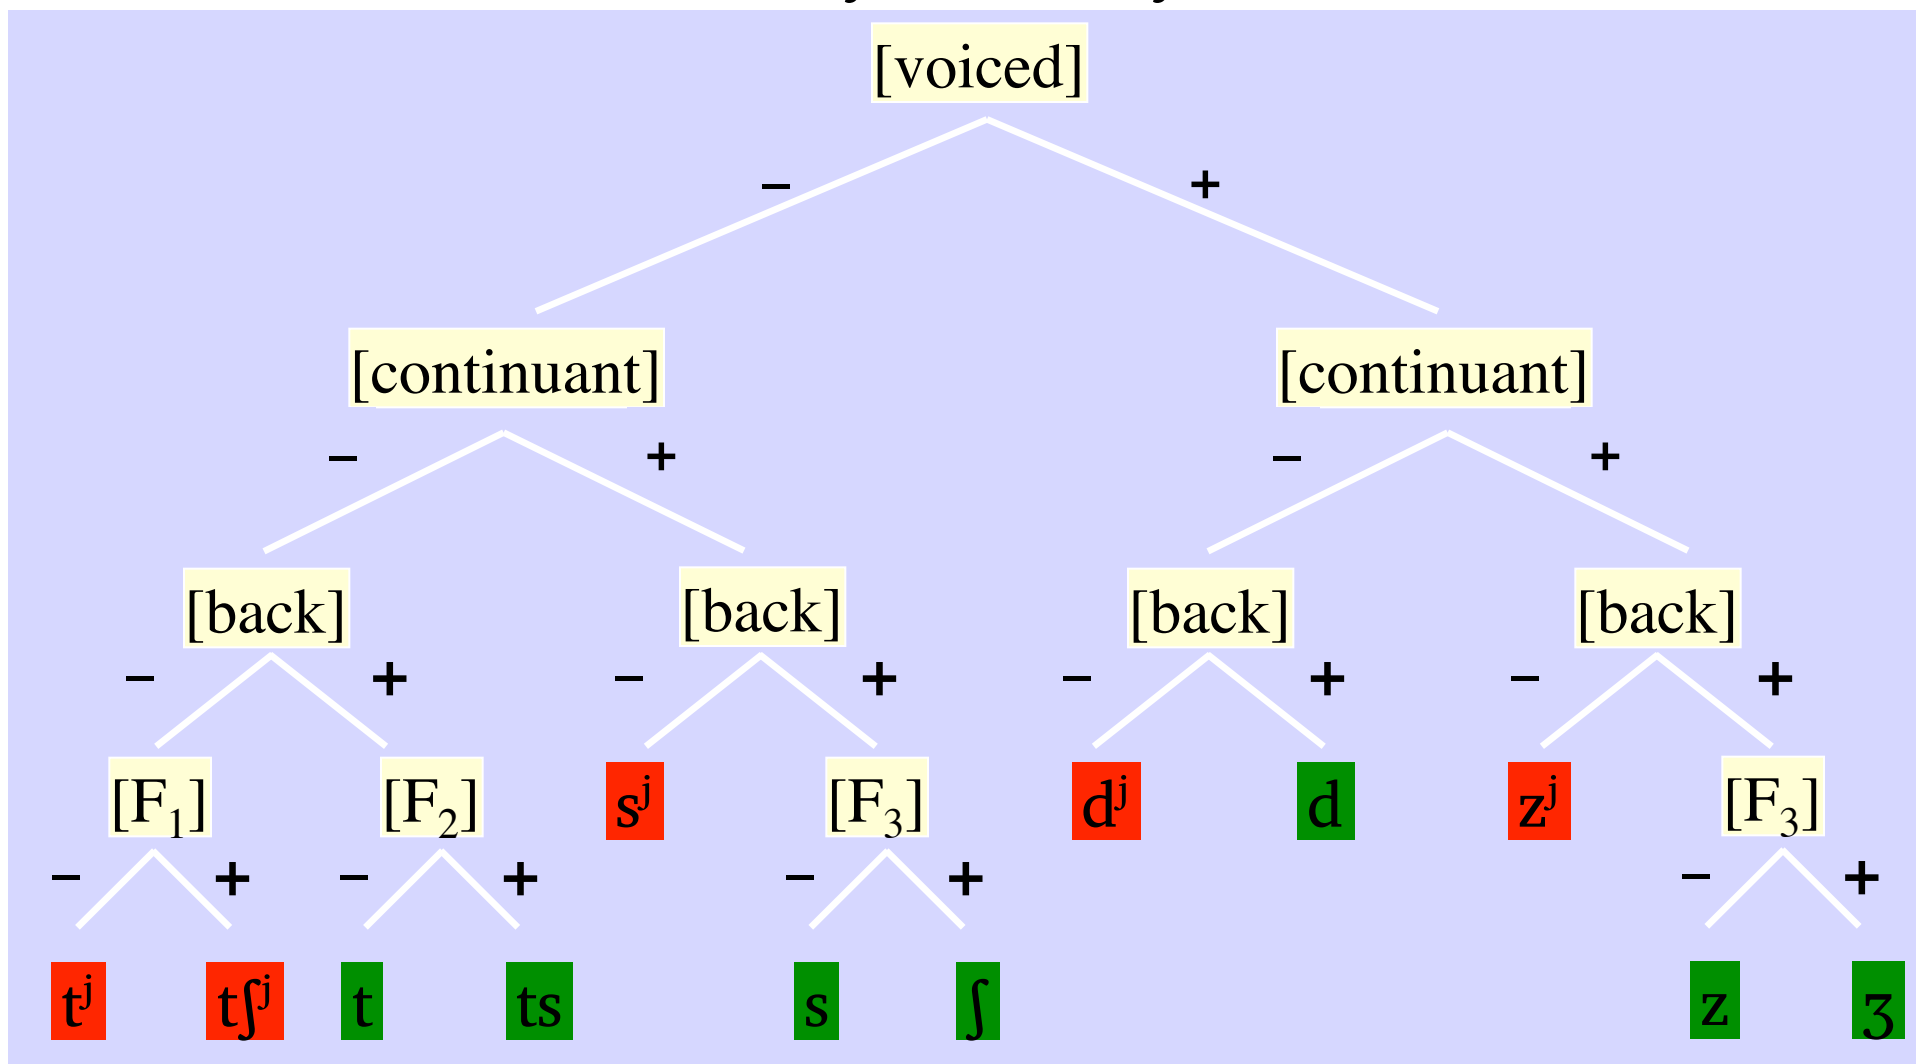 [voiced]
– +
[continuant] [continuant]
– + – +
[back] [back] [back] [back]
– + – + – + – +
[F₁] [F₂] sʲ [F₃] dʲ d zʲ [F₃]
– + – + – + – +
tʲ tʃʲ t ts s ʃ z ʒ